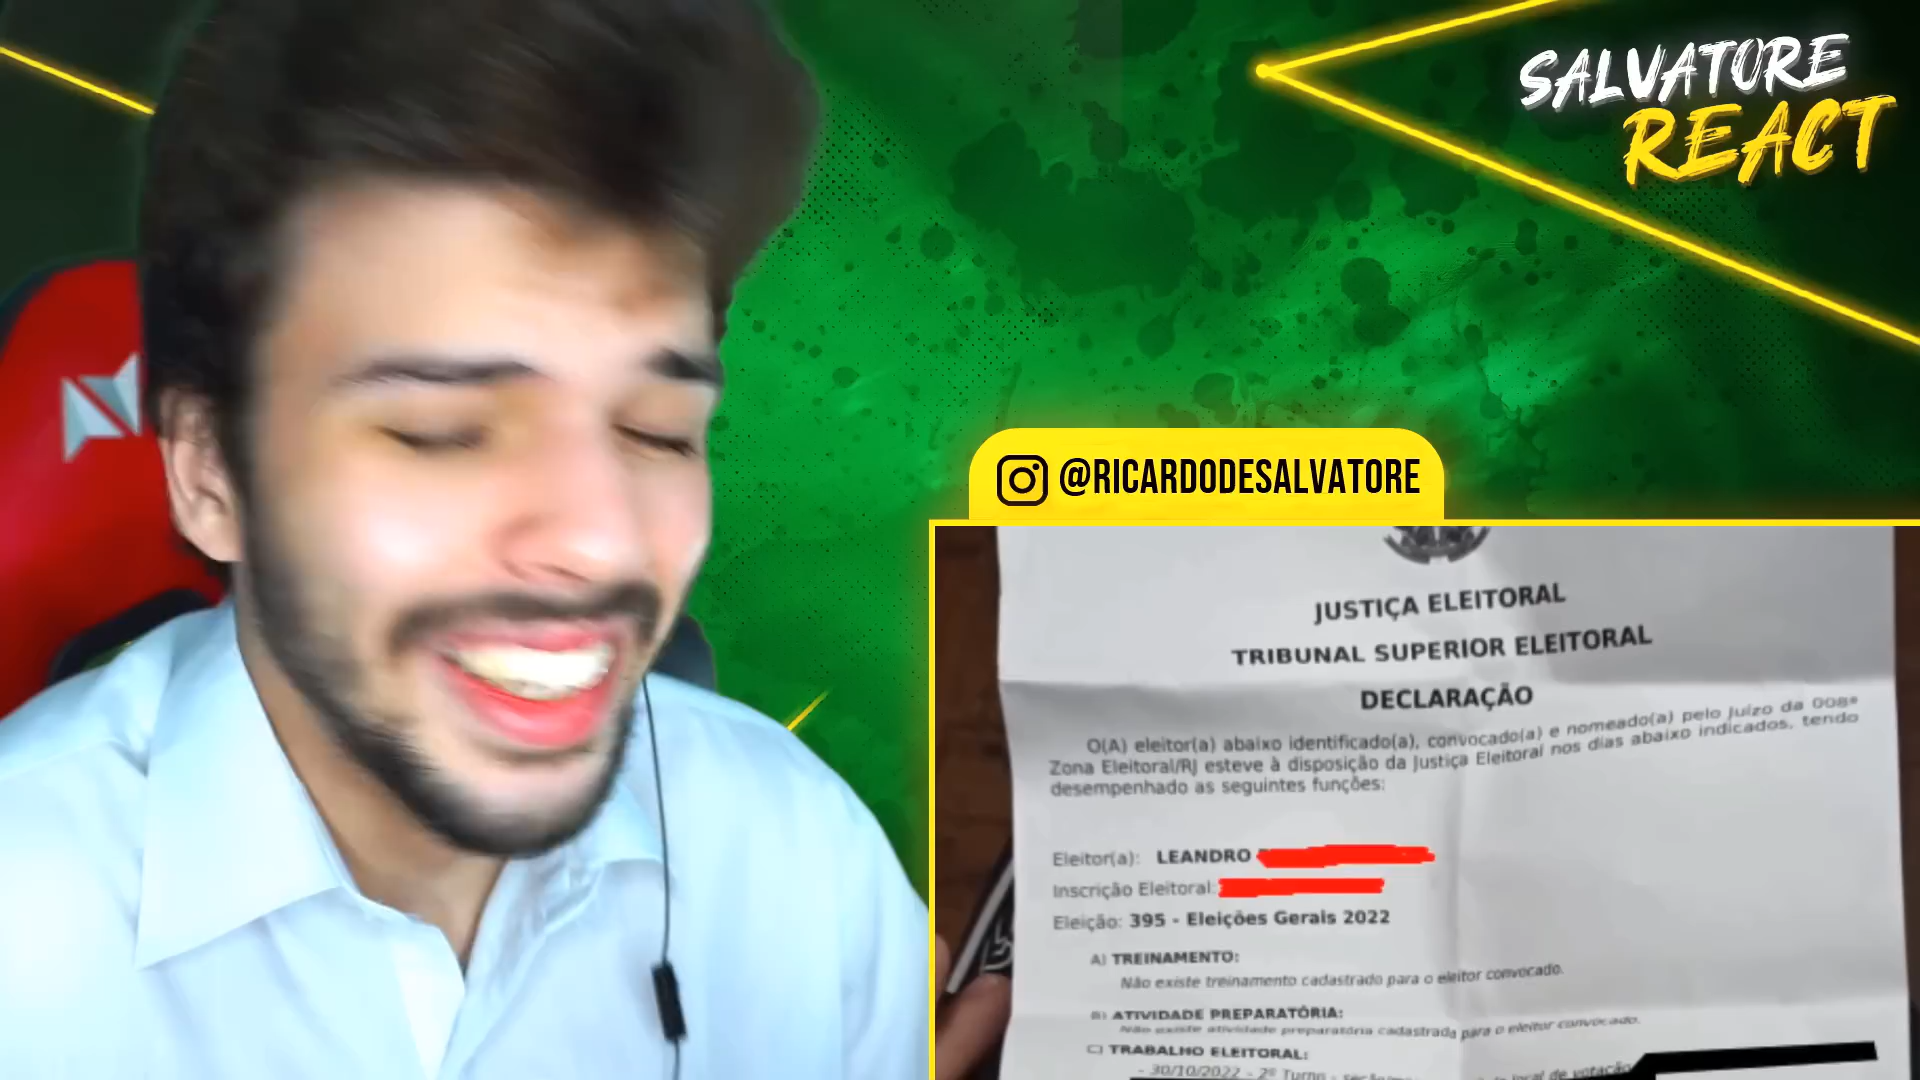 SALVATORE
REACT
@RICARDODESALVATORE
JUSTIÇA ELEITORAL
TRIBUNAL SUPERIOR ELEITORAL
DECLARAÇÃO
O(A) eleitor(a) abaixo identificado(a), convocado(a) e nomeado(a) pelo Juízo da 008ª
Zona Eleitoral/RJ esteve à disposição da Justiça Eleitoral nos dias abaixo indicados, tendo
desempenhado as seguintes funções:
Eleitor(a): LEANDRO
Inscrição Eleitoral:
Eleição: 395 - Eleições Gerais 2022
A) TREINAMENTO:
Não existe treinamento cadastrado para o eleitor convocado.
B) ATIVIDADE PREPARATÓRIA:
Não existe atividade preparatória cadastrada para o eleitor convocado.
C) TRABALHO ELEITORAL:
- 30/10/2022 - 2º Turno - local de votação